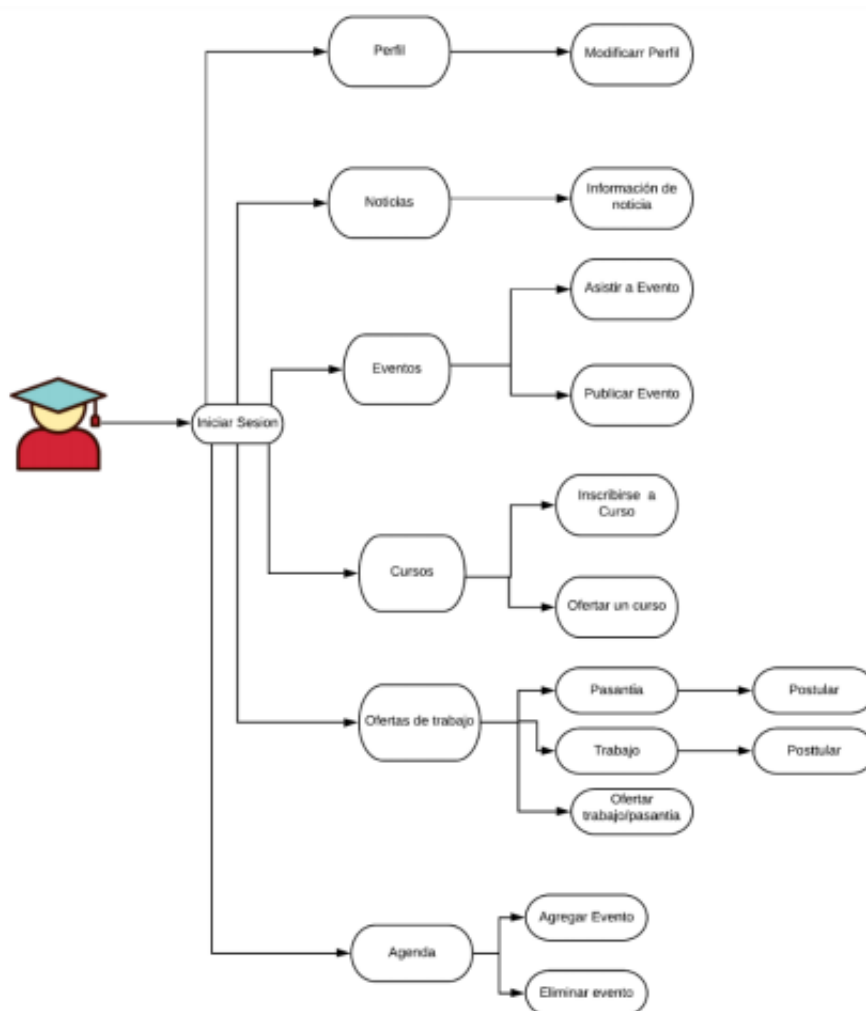 Perfil
Modificarr Perfil
Noticias
Información de
noticia
Asistir a Evento
Eventos
Publicar Evento
Iniciar Sesion
Inscribirse a
Curso
Cursos
Ofertar un curso
Pasantia
Postular
Ofertas de trabajo
Trabajo
Posttular
Ofertar
trabajo/pasantia
Agregar Evento
Agenda
Eliminar evento